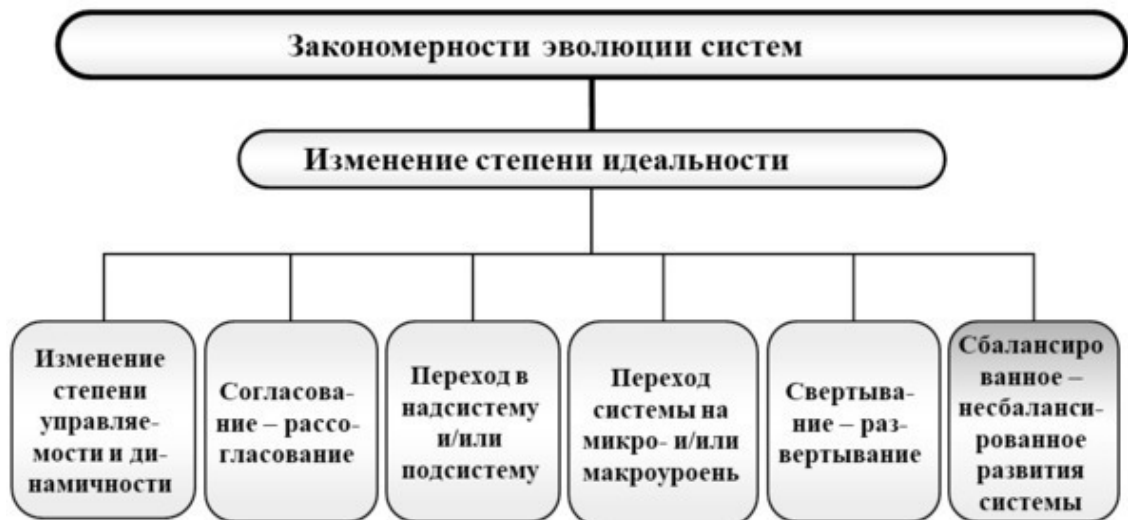 Закономерности эволюции систем
Изменение степени идеальности
Изменение
степени
управляе-
мости и ди-
намичности
Согласова-
ние – рассо-
гласование
Переход в
надсистему
и/или
подсистему
Переход
системы на
микро- и/или
макроуроень
Свертыва-
ние – раз-
вертывание
Сбалансиро
ванное –
несбаланси-
рованное
развития
системы